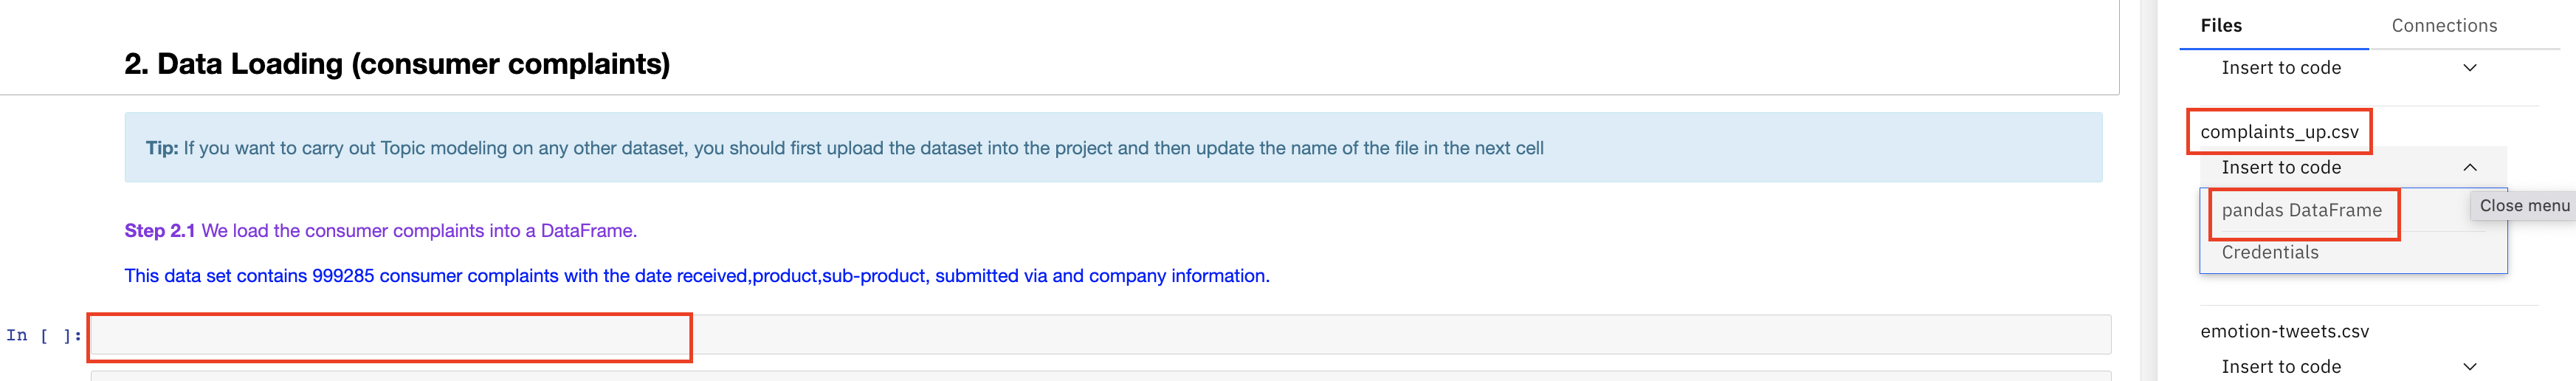 2. Data Loading (consumer complaints)
Tip: If you want to carry out Topic modeling on any other dataset, you should first upload the dataset into the project and then update the name of the file in the next cell
Step 2.1 We load the consumer complaints into a DataFrame.
This data set contains 999285 consumer complaints with the date received,product,sub-product, submitted via and company information.
In [ ]:
Files
Connections
Insert to code
complaints_up.csv
Insert to code
pandas DataFrame
Close menu
Credentials
emotion-tweets.csv
Insert to code